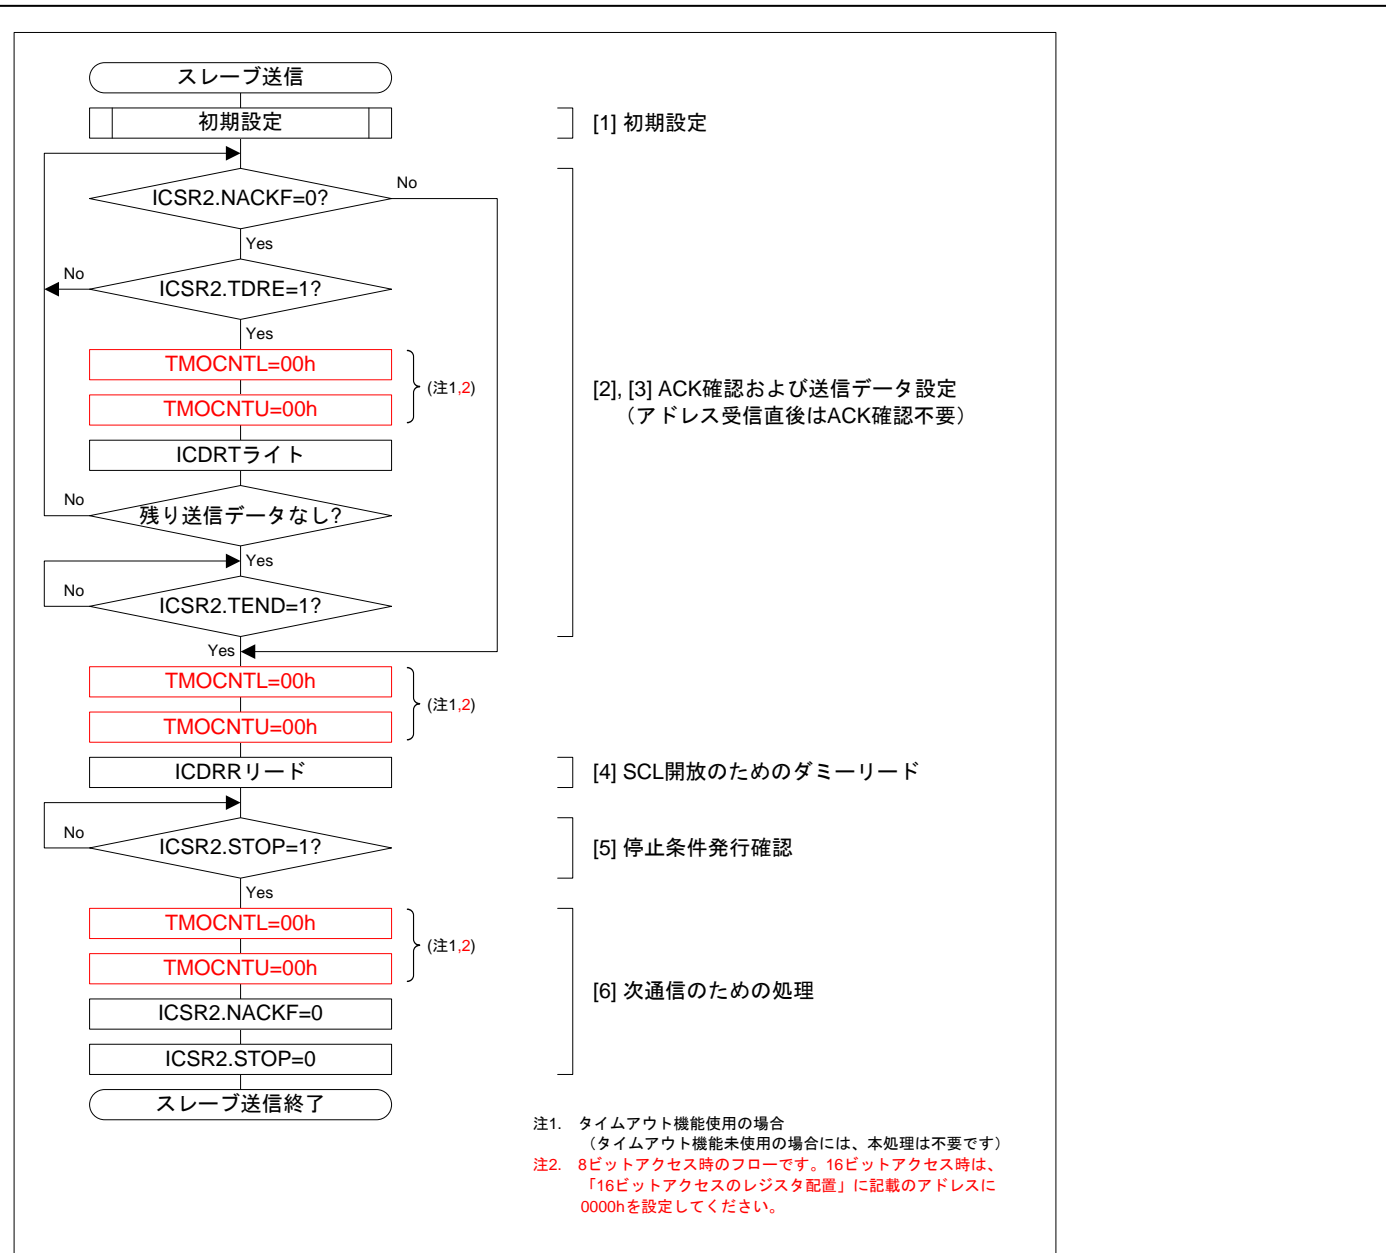 スレーブ送信
初期設定
[1] 初期設定
ICSR2.NACKF=0?
No
Yes
ICSR2.TDRE=1?
No
Yes
TMOCNTL=00h
TMOCNTU=00h
(注1,2)
[2], [3] ACK確認および送信データ設定
（アドレス受信直後はACK確認不要）
ICDRTライト
残り送信データなし?
No
Yes
ICSR2.TEND=1?
No
Yes
TMOCNTL=00h
TMOCNTU=00h
(注1,2)
ICDRRリード
[4] SCL開放のためのダミーリード
ICSR2.STOP=1?
No
[5] 停止条件発行確認
Yes
TMOCNTL=00h
TMOCNTU=00h
(注1,2)
ICSR2.NACKF=0
[6] 次通信のための処理
ICSR2.STOP=0
スレーブ送信終了
注1. タイムアウト機能使用の場合
（タイムアウト機能未使用の場合には、本処理は不要です）
注2. 8ビットアクセス時のフローです。16ビットアクセス時は、
「16ビットアクセスのレジスタ配置」に記載のアドレスに
0000hを設定してください。